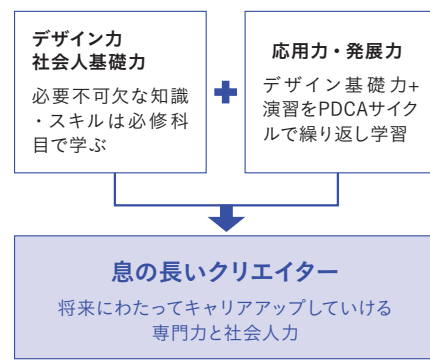 デザイン力
社会人基礎力
必要不可欠な知識
・スキルは必修科
目で学ぶ
応用力・発展力
デザイン基礎力+
演習をPDCAサイク
ルで繰り返し学習
息の長いクリエイター
将来にわたってキャリアアップしていける
専門力と社会人力